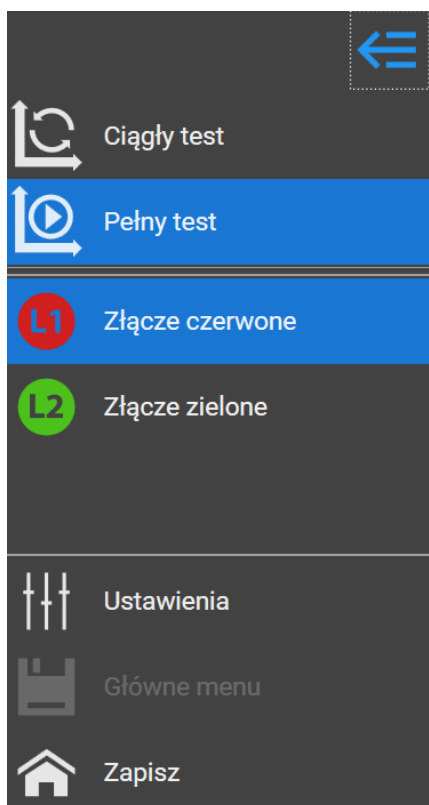 Ciągły test
Pełny test
L1 Złącze czerwone
L2 Złącze zielone
Ustawienia
Główne menu
Zapisz